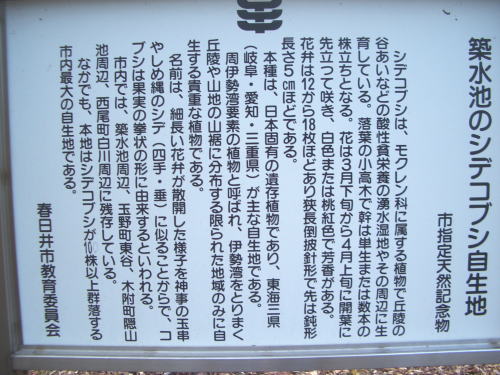 築水池のシデコブシ自生地
市指定天然記念物
シデコブシは、モクレン科に属する植物で丘陵の
谷あいなどの酸性貧栄養の湧水湿地やその周辺に生
育している。落葉の小高木で幹は単生または数本の
株立ちとなる。花は3月下旬から4月上旬に開葉に
先立って咲き、白色または桃紅色で芳香がある。
花弁は12から18枚ほどあり狭長倒披針形で先は鈍形
長さ5㎝ほどである。
本種は、日本固有の遺存植物であり、東海三県
(岐阜・愛知・三重県)が主な自生地である。
周伊勢湾要素の植物と呼ばれ、伊勢湾をとりまく
丘陵や山地の山裾に分布する限られた地域のみに自
生する貴重な植物である。
名前は、細長い花弁が散開した様子を神事の玉串
やしめ縄のシデ(四手・垂)に似ることからで、コ
ブシは果実の拳状の形に由来するといわれる。
市内では、築水池周辺、玉野町東谷、木附町隠山
池周辺、西尾町白川周辺に残存している。
なかでも、本地はシデコブシが10株以上群落する
市内最大の自生地である。
春日井市教育委員会